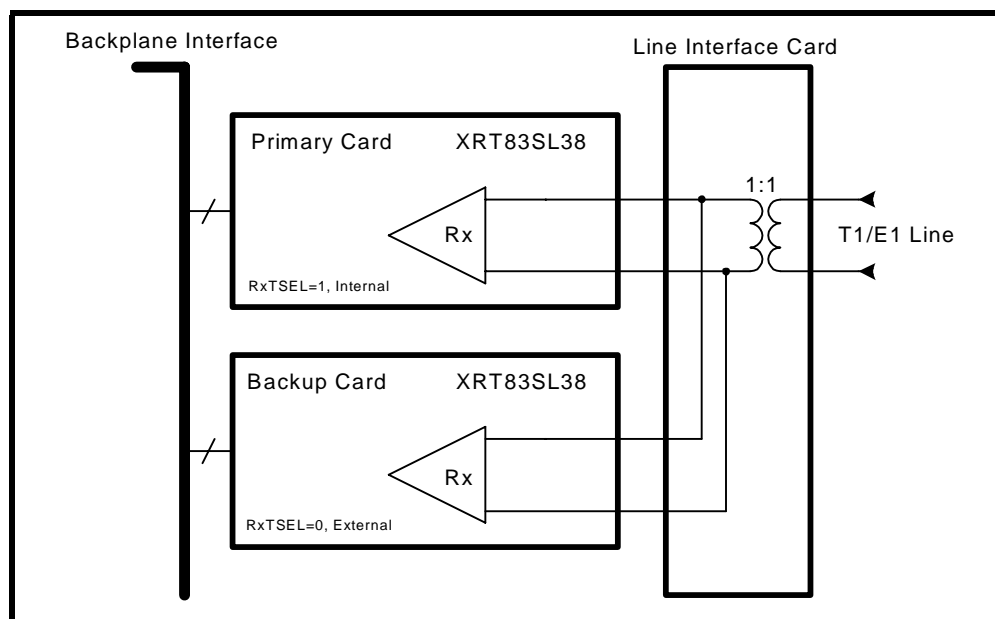 Backplane Interface
Line Interface Card
Primary Card XRT83SL38
1:1
Rx
T1/E1 Line
RxTSEL=1, Internal
Backup Card XRT83SL38
Rx
RxTSEL=0, External